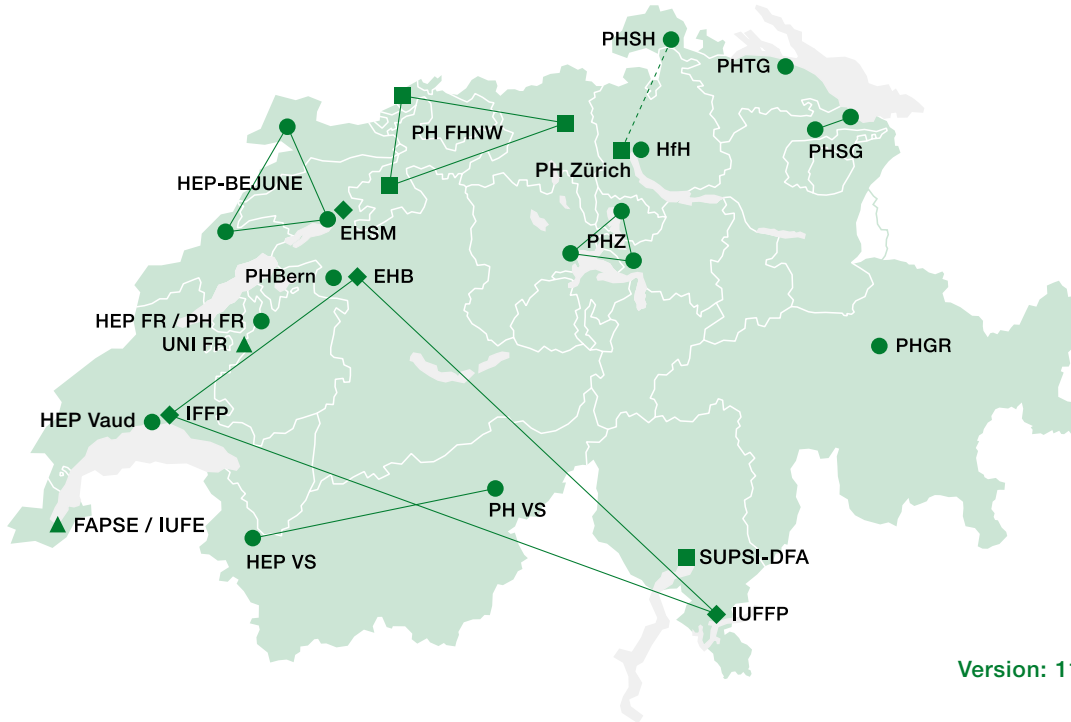 PHSH
PHTG
PH FHNW
PHSG
HfH
PH Zürich
HEP-BEJUNE
EHSM
PHZ
PHBern
EHB
HEP FR / PH FR
UNI FR
PHGR
IFFP
HEP Vaud
PH VS
FAPSE / IUFE
HEP VS
SUPSI-DFA
IUFFP
Version: 11